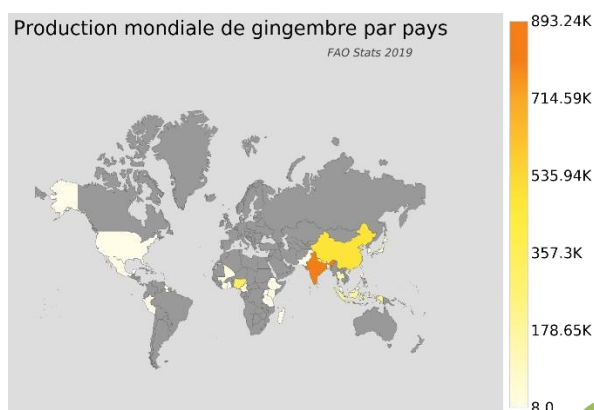 Production mondiale de gingembre par pays
FAO Stats 2019
893.24K
714.59K
535.94K
357.3K
178.65K
8.0